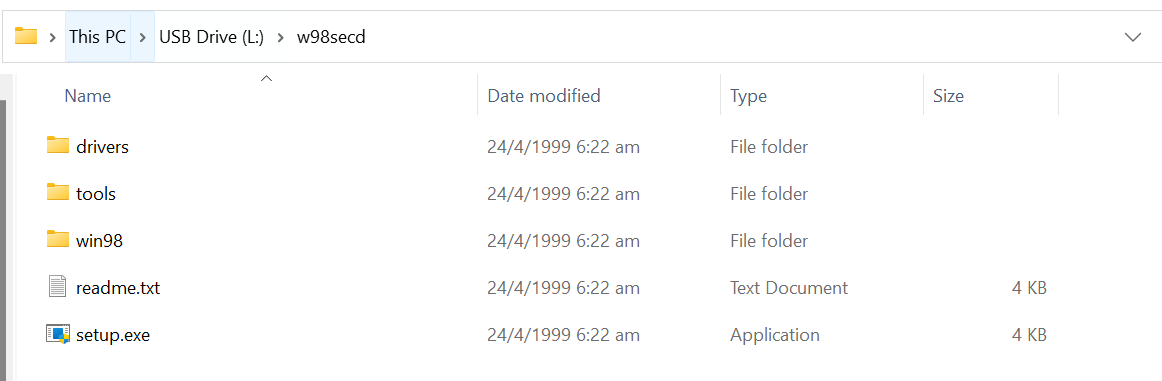 This PC USB Drive (L:) w98secd
Name Date modified Type Size
drivers 24/4/1999 6:22 am File folder
tools 24/4/1999 6:22 am File folder
win98 24/4/1999 6:22 am File folder
readme.txt 24/4/1999 6:22 am Text Document 4 KB
setup.exe 24/4/1999 6:22 am Application 4 KB